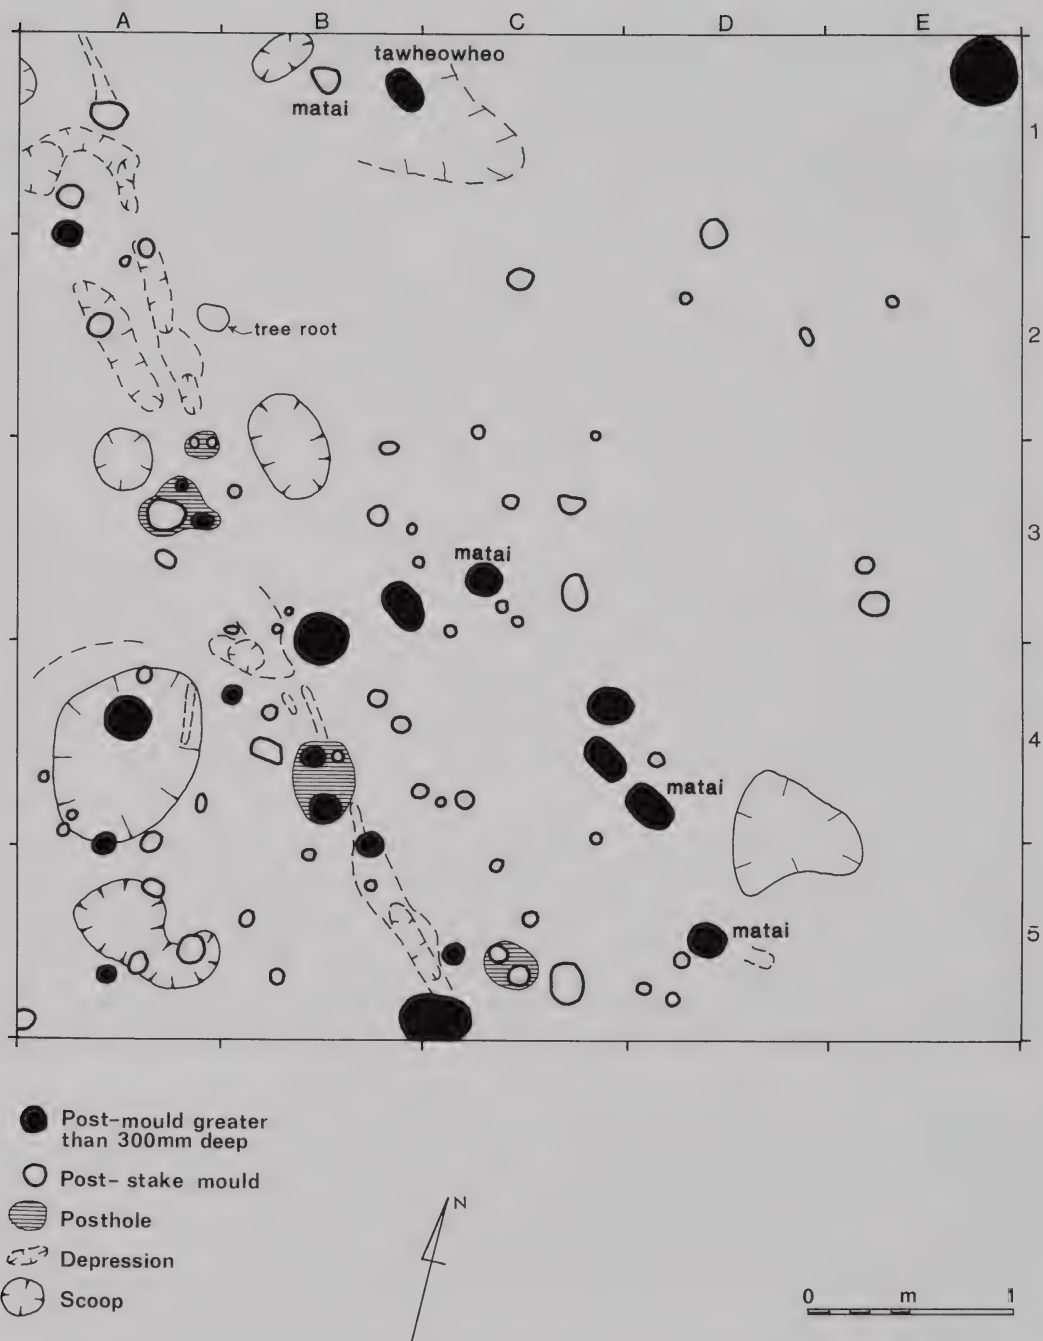 A B C D E
tawheowheo
matai
1
tree root
2
3
matai
4
matai
matai
5
Post-mould greater
than 300mm deep
Post-stake mould
Posthole
Depression
Scoop
N
0 m 1